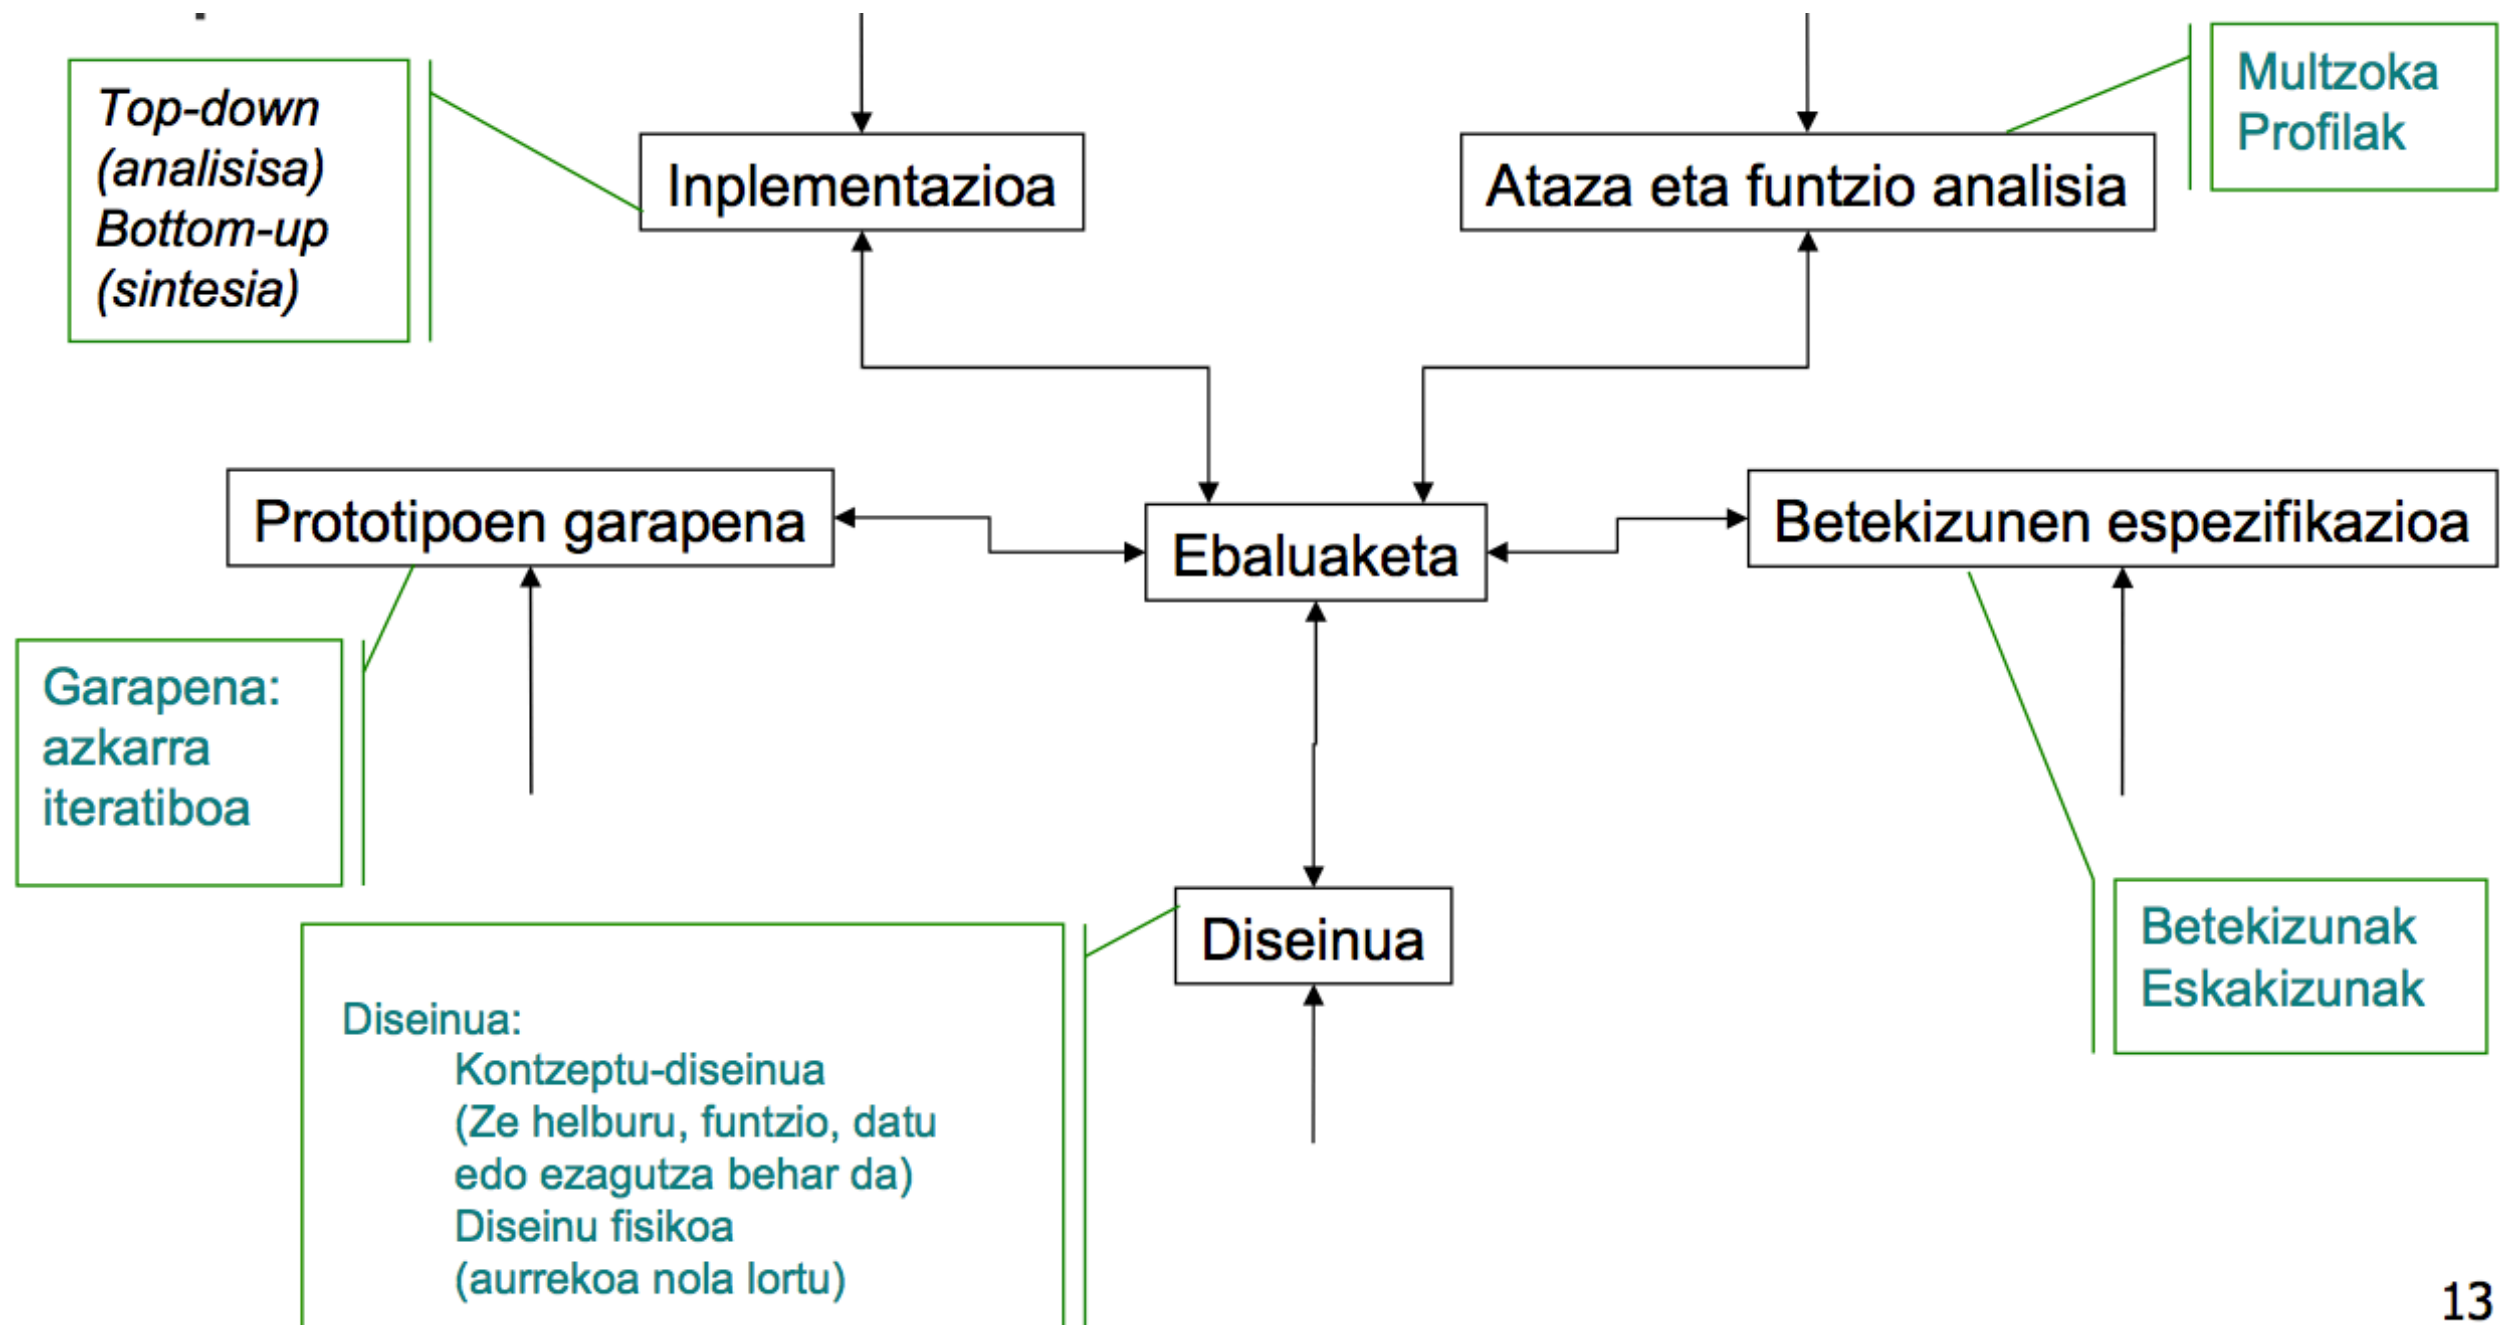 Top-down
(analisisa)
Bottom-up
(sintesia)
Inplementazioa
Ataza eta funtzio analisia
Multzoka
Profilak
Prototipoen garapena
Ebaluaketa
Betekizunen espezifikazioa
Garapena:
azkarra
iteratiboa
Diseinua
Diseinua:
Kontzeptu-diseinua
(Ze helburu, funtzio, datu
edo ezagutza behar da)
Diseinu fisikoa
(aurrekoa nola lortu)
Betekizunak
Eskakizunak
13